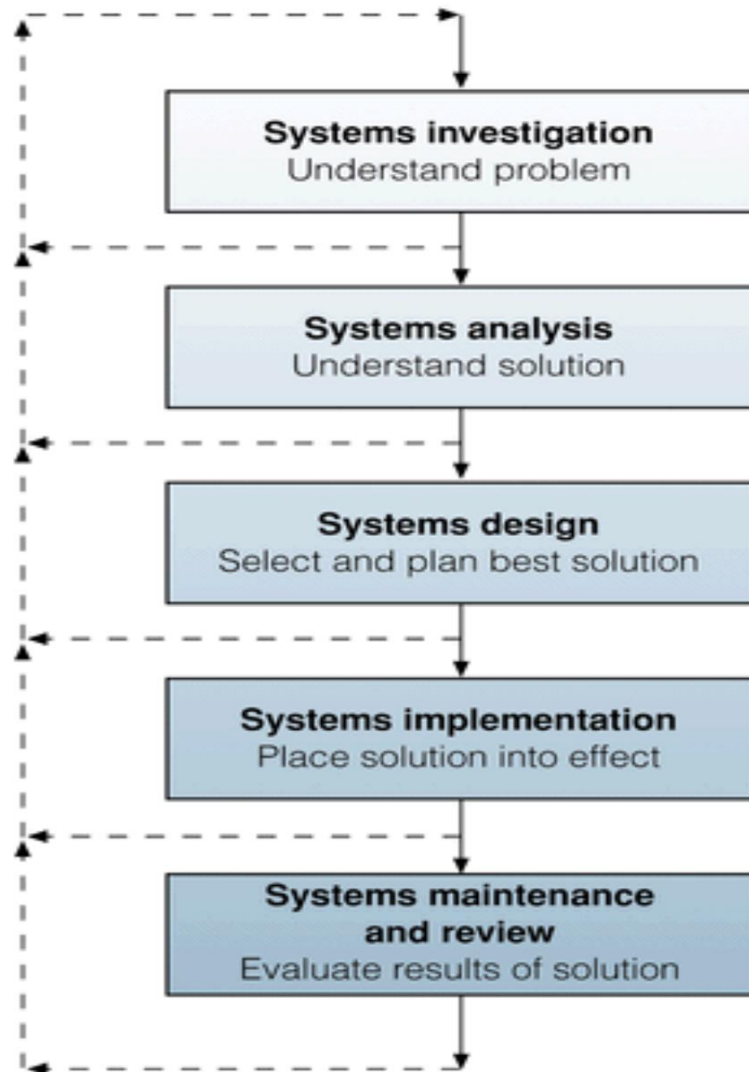 Systems investigation
Understand problem
Systems analysis
Understand solution
Systems design
Select and plan best solution
Systems implementation
Place solution into effect
Systems maintenance
and review
Evaluate results of solution